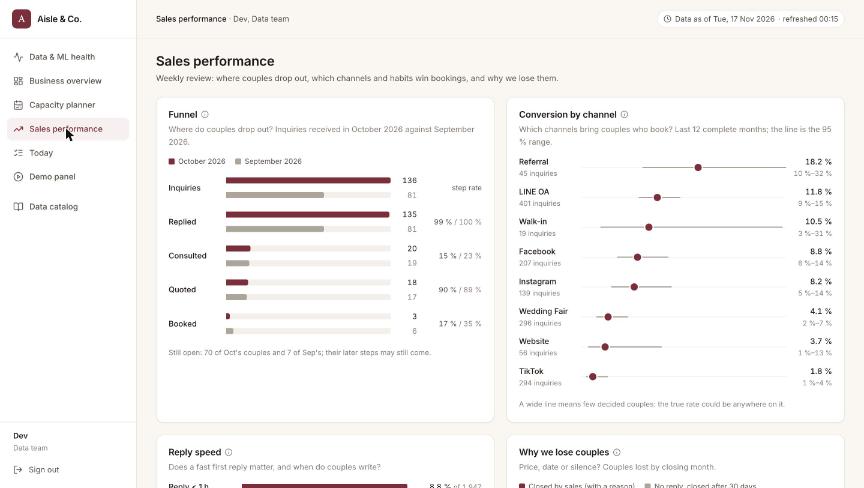 A
Aisle & Co.
Data & ML health
Business overview
Capacity planner
Sales performance
Today
Demo panel
Data catalog
Dev
Data team
Sign out
Sales performance · Dev, Data team
Data as of Tue, 17 Nov 2026 · refreshed 00:15
Sales performance
Weekly review: where couples drop out, which channels and habits win bookings, and why we lose them.
Funnel
Where do couples drop out? Inquiries received in October 2026 against September
2026.
October 2026
September 2026
Inquiries
136
81
step rate
Replied
135
81
99 % / 100 %
Consulted
20
19
15 % / 23 %
Quoted
18
17
90 % / 89 %
Booked
3
6
17 % / 35 %
Still open: 70 of Oct's couples and 7 of Sep's; their later steps may still come.
Conversion by channel
Which channels bring couples who book? Last 12 complete months; the line is the 95
% range.
Referral
45 inquiries
18.2 %
10 %–32 %
LINE OA
401 inquiries
11.8 %
9 %–15 %
Walk-in
19 inquiries
10.5 %
3 %–31 %
Facebook
207 inquiries
8.8 %
6 %–14 %
Instagram
139 inquiries
8.2 %
5 %–14 %
Wedding Fair
296 inquiries
4.1 %
2 %–7 %
Website
56 inquiries
3.7 %
1 %–13 %
TikTok
294 inquiries
1.8 %
1 %–4 %
A wide line means few decided couples: the true rate could be anywhere on it.
Reply speed
Does a fast first reply matter, and when do couples write?
Reply < 1 h
8.8 % of 1,947
Why we lose couples
Price, date or silence? Couples lost by closing month.
Closed by sales (with a reason)
No reply, closed after 30 days